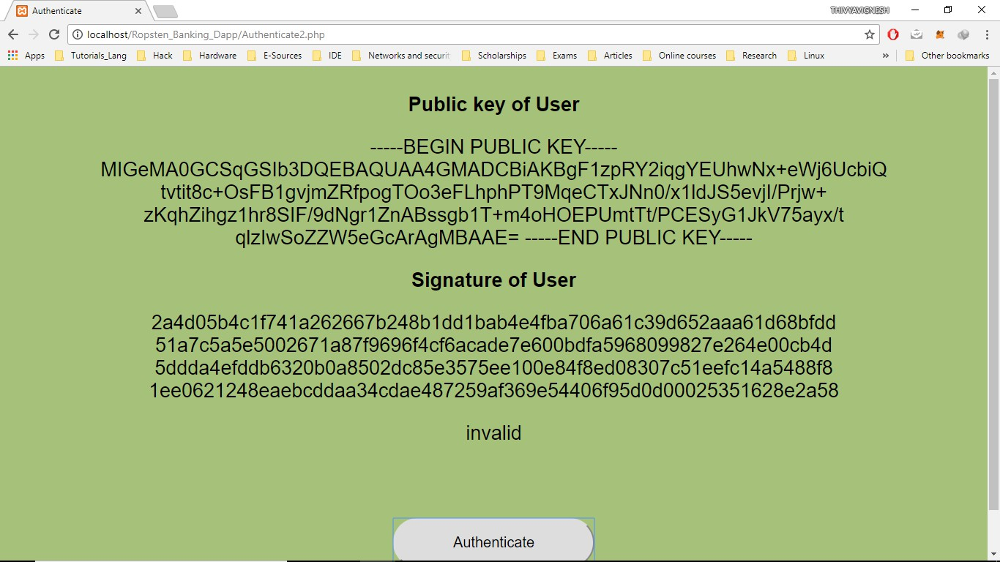 Authenticate
THIVYAVIGNESH
localhost/Ropsten_Banking_Dapp/Authenticate2.php
Apps Tutorials_Lang Hack Hardware E-Sources IDE Networks and securit Scholarships Exams Articles Online courses Research Linux » Other bookmarks
Public key of User
-----BEGIN PUBLIC KEY-----
MIGeMA0GCSqGSIb3DQEBAQUAA4GMADCBiAKBgF1zpRY2iqgYEUhwNx+eWj6UcbiQ
tvtit8c+OsFB1gvjmZRfpogTOo3eFLhphPT9MqeCTxJNn0/x1IdJS5evjI/Prjw+
zKqhZihgz1hr8SIF/9dNgr1ZnABssgb1T+m4oHOEPUmtTt/PCESyG1JkV75ayx/t
qIzIwSoZZW5eGcArAgMBAAE= -----END PUBLIC KEY-----
Signature of User
2a4d05b4c1f741a262667b248b1dd1bab4e4fba706a61c39d652aaa61d68bfdd
51a7c5a5e5002671a87f9696f4cf6acade7e600bdfa5968099827e264e00cb4d
5ddda4efddb6320b0a8502dc85e3575ee100e84f8ed08307c51eefc14a5488f8
1ee0621248eaebcddaa34cdae487259af369e54406f95d0d00025351628e2a58
invalid
Authenticate